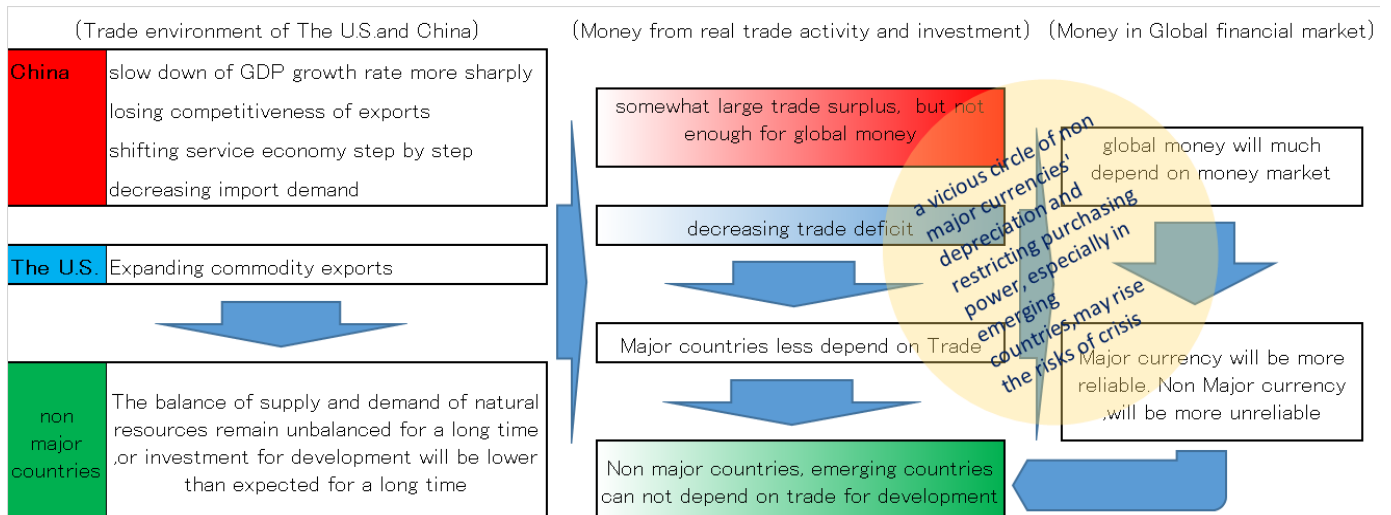 (Trade environment of The U.S.and China)
(Money from real trade activity and investment)
(Money in Global financial market)
China
slow down of GDP growth rate more sharply
losing competitiveness of exports
shifting service economy step by step
decreasing import demand
The U.S.
Expanding commodity exports
non
major
countries
The balance of supply and demand of natural
resources remain unbalanced for a long time
,or investment for development will be lower
than expected for a long time
somewhat large trade surplus, but not
enough for global money
decreasing trade deficit
Major countries less depend on Trade
Non major countries, emerging countries
can not depend on trade for development
a vicious circle of non
major currencies'
depreciation and
restricting purchasing
power, especially in
emerging
countries,may rise
the risks of crisis
global money will much
depend on money market
Major currency will be more
reliable. Non Major currency
,will be more unreliable